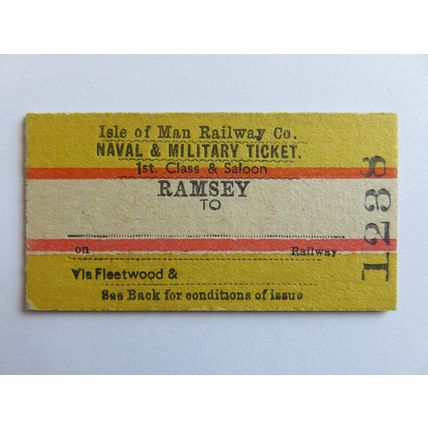 Isle of Man Railway Co.
NAVAL & MILITARY TICKET.
1st. Class & Saloon
RAMSEY
TO
on Railway
Via Fleetwood &
See Back for conditions of issue
1238